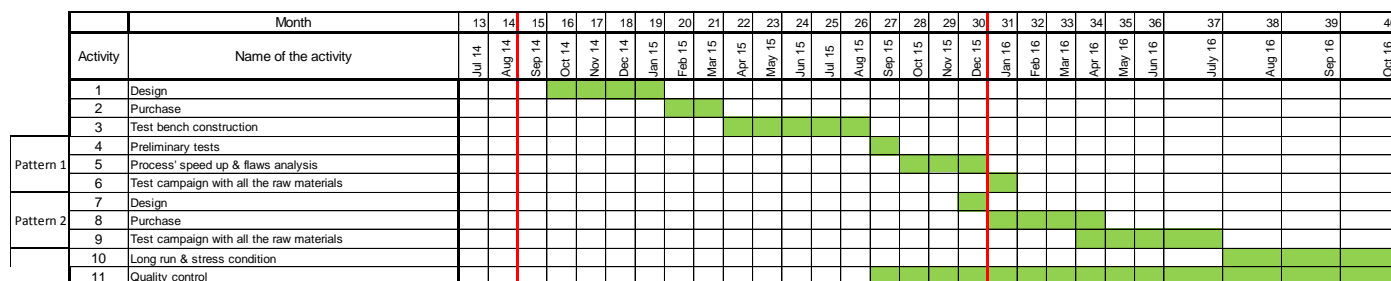 Month 13 14 15 16 17 18 19 20 21 22 23 24 25 26 27 28 29 30 31 32 33 34 35 36 37 38 39 40
Activity Name of the activity Jul 14 Aug 14 Sep 14 Oct 14 Nov 14 Dec 14 Jan 15 Feb 15 Mar 15 Apr 15 May 15 Jun 15 Jul 15 Aug 15 Sep 15 Oct 15 Nov 15 Dec 15 Jan 16 Feb 16 Mar 16 Apr 16 May 16 Jun 16 July 16 Aug 16 Sep 16 Oct 16
1 Design
2 Purchase
3 Test bench construction
4 Preliminary tests
Pattern 1 5 Process' speed up & flaws analysis
6 Test campaign with all the raw materials
7 Design
Pattern 2 8 Purchase
9 Test campaign with all the raw materials
10 Long run & stress condition
11 Quality control